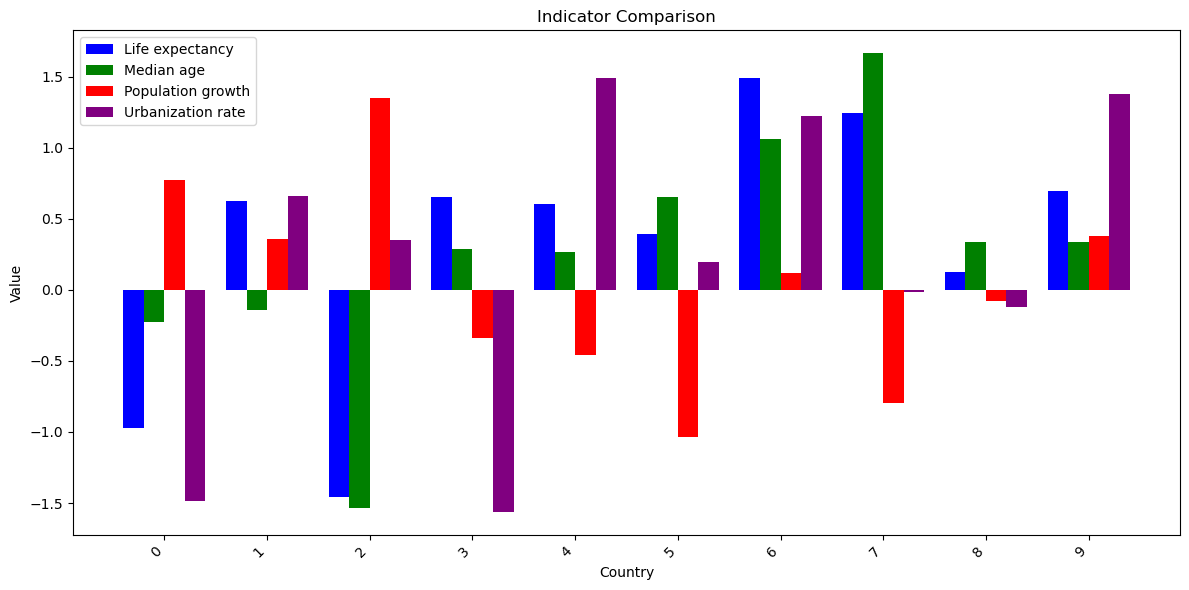 Indicator Comparison
Life expectancy
Median age
Population growth
Urbanization rate
Value
1.5
1.0
0.5
0.0
−0.5
−1.0
−1.5
0 1 2 3 4 5 6 7 8 9
Country